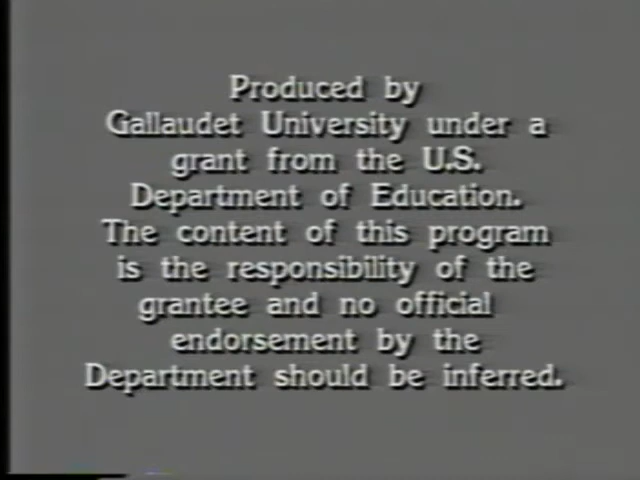 Produced by
Gallaudet University under a
grant from the U.S.
Department of Education.
The content of this program
is the responsibility of the
grantee and no official
endorsement by the
Department should be inferred.